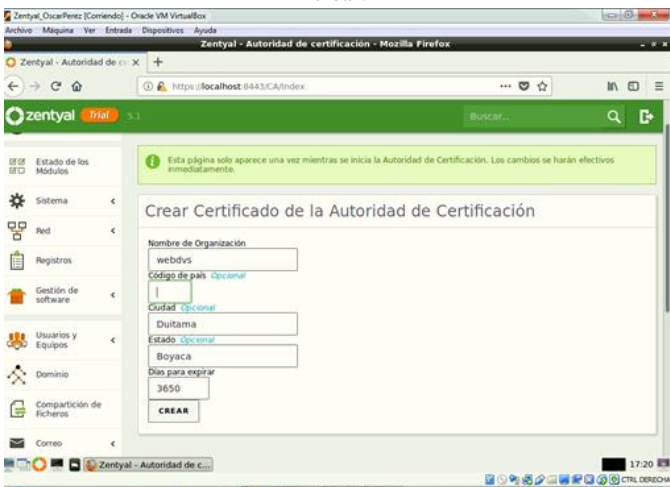 Zentyal_OscarPerez [Corriendo] - Oracle VM VirtualBox
Archivo Máquina Ver Entrada Dispositivos Ayuda
Zentyal - Autoridad de certificación - Mozilla Firefox
Zentyal - Autoridad de c
https://localhost:8443/CA/Index
zentyal Trial 5.1
Buscar...
Estado de los Módulos
Sistema
Red
Registros
Gestión de software
Usuarios y Equipos
Dominio
Compartición de Ficheros
Correo
Esta página solo aparece una vez mientras se inicia la Autoridad de Certificación. Los cambios se harán efectivos
inmediatamente.
Crear Certificado de la Autoridad de Certificación
Nombre de Organización
webdvs
Código de país Opcional
Ciudad Opcional
Duitama
Estado Opcional
Boyaca
Días para expirar
3650
CREAR
Zentyal - Autoridad de c...
17:20
CTRL DERECHA